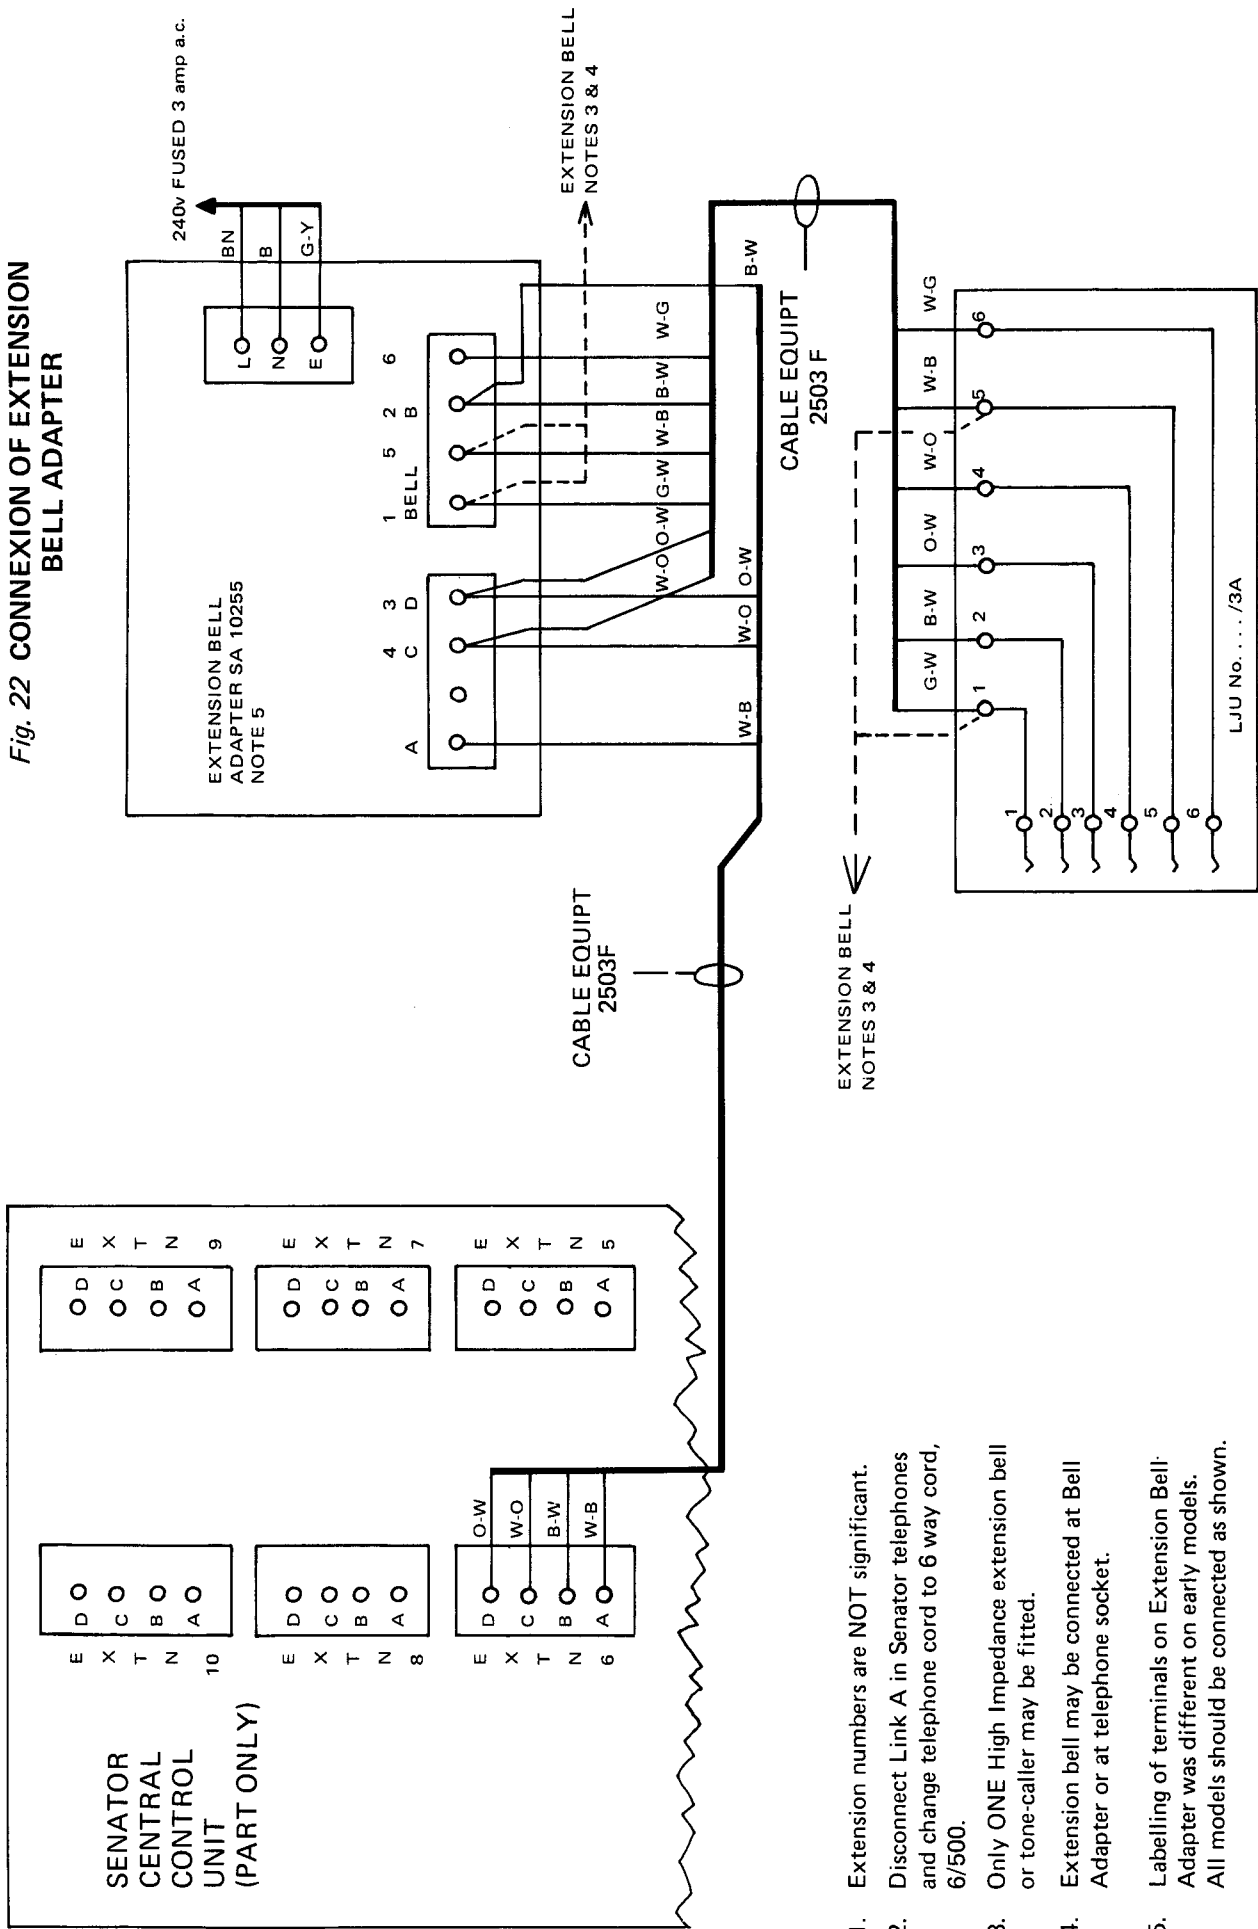 Fig. 22 CONNEXION OF EXTENSION
BELL ADAPTER
SENATOR
CENTRAL
CONTROL
UNIT
(PART ONLY)
E X T N 10
D C B A
E X T N 8
D C B A
E X T N 6
D C B A
O-W
W-O
B-W
W-B
D C B A
E X T N 9
D C B A
E X T N 7
D C B A
E X T N 5
CABLE EQUIPT
2503F
EXTENSION BELL
ADAPTER SA 10255
NOTE 5
240v FUSED 3 amp a.c.
L
N
E
BN
B
G-Y
4 3 1 5 2 6
A C D BELL B
EXTENSION BELL
NOTES 3 & 4
W-O O-W G-W W-B B-W W-G
W-B W-O O-W B-W
CABLE EQUIPT
2503 F
EXTENSION BELL
NOTES 3 & 4
G-W B-W O-W W-O W-B W-G
1 2 3 4 5 6
1
2
3
4
5
6
LJU No. . . . /3A
1. Extension numbers are NOT significant.
2. Disconnect Link A in Senator telephones
and change telephone cord to 6 way cord,
6/500.
3. Only ONE High Impedance extension bell
or tone-caller may be fitted.
4. Extension bell may be connected at Bell
Adapter or at telephone socket.
5. Labelling of terminals on Extension Bell
Adapter was different on early models.
All models should be connected as shown.